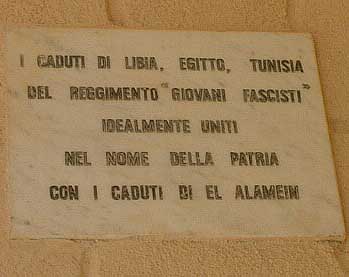 I CADUTI DI LIBIA, EGITTO, TUNISIA
DEL REGGIMENTO "GIOVANI FASCISTI"
IDEALMENTE UNITI
NEL NOME DELLA PATRIA
CON I CADUTI DI EL ALAMEIN